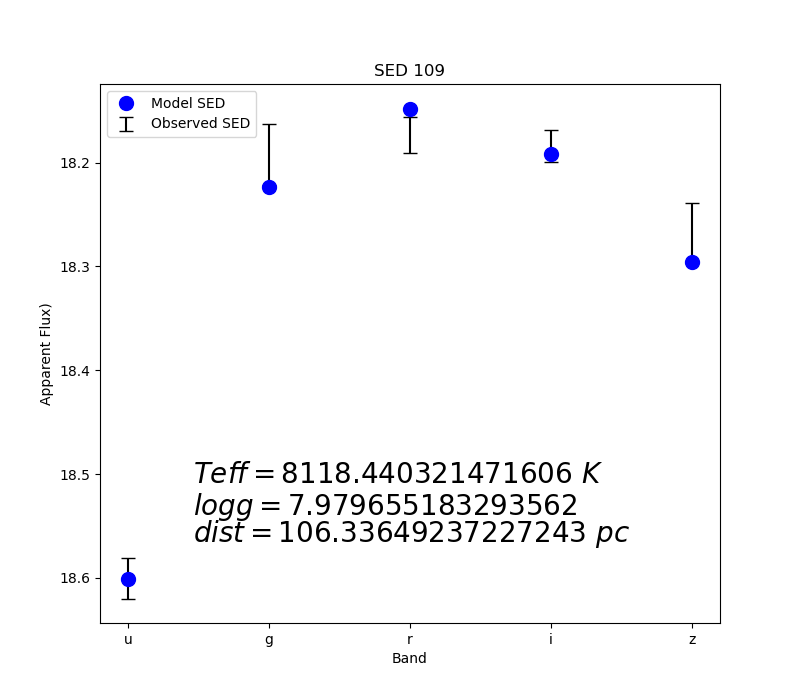 SED 109
Model SED
Observed SED
18.2
18.3
18.4
18.5
18.6
Apparent Flux)
Teff = 8118.440321471606 K
logg = 7.979655183293562
dist = 106.33649237227243 pc
u g r i z
Band